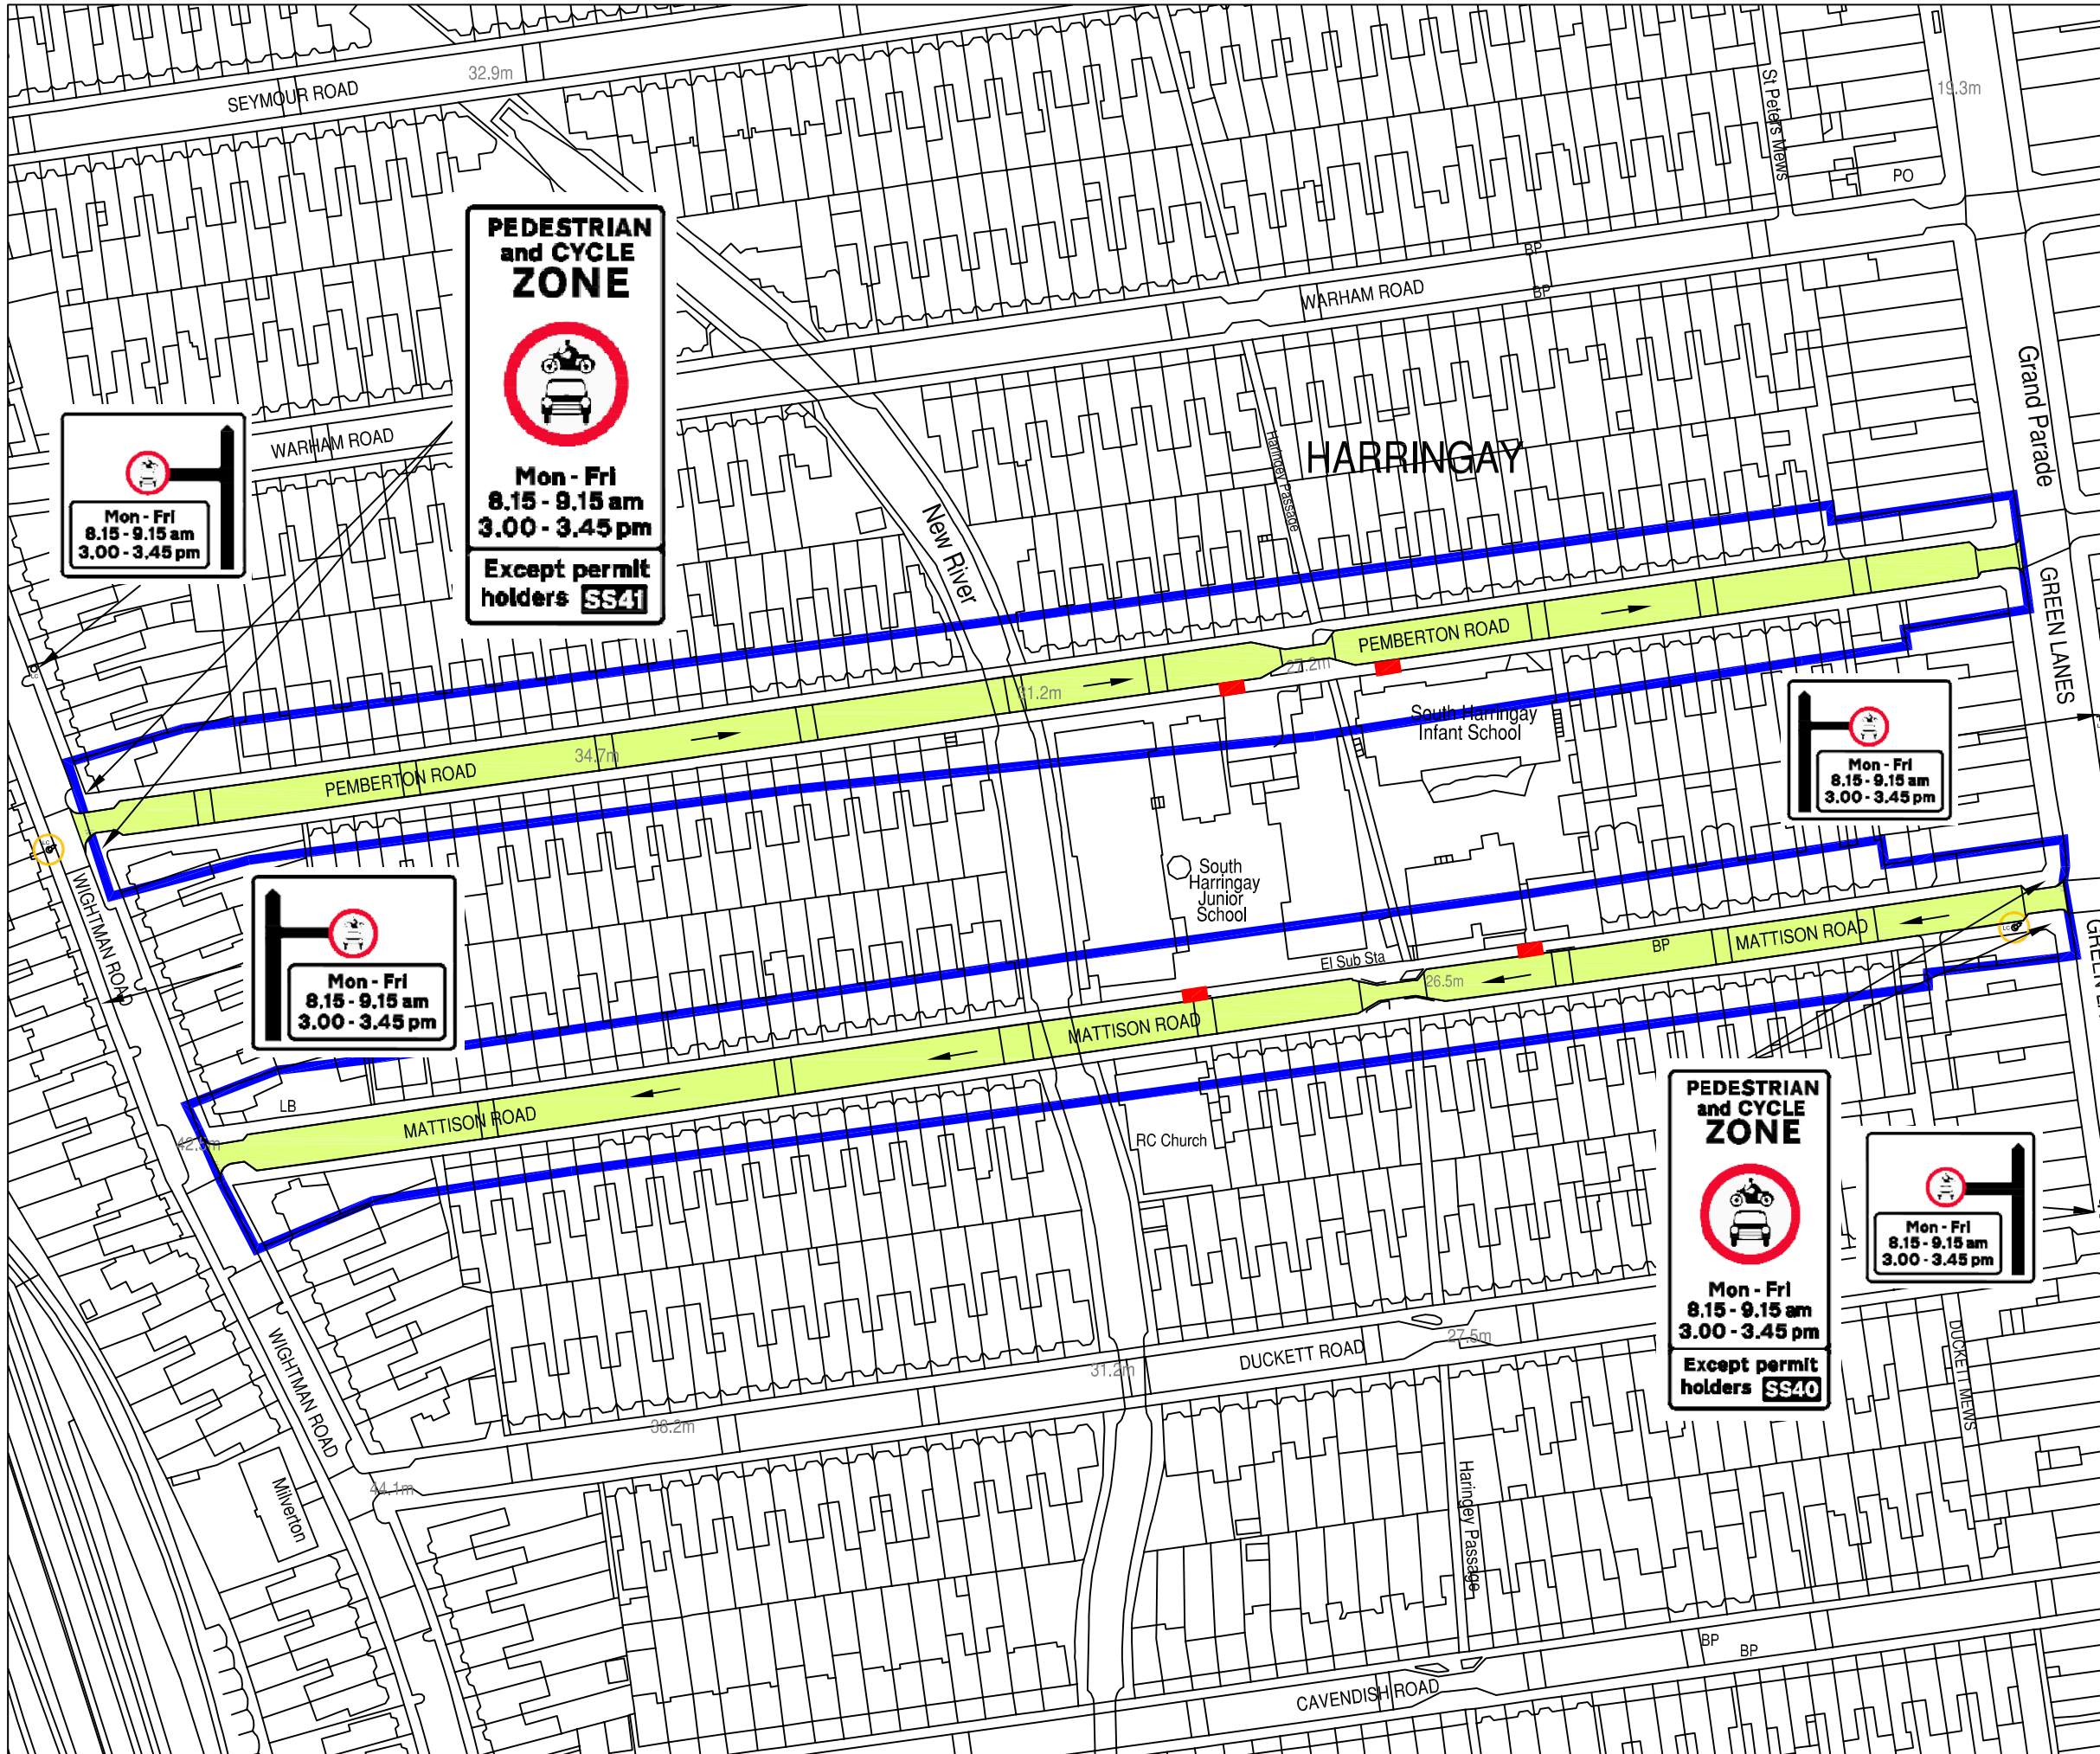 32.9m
SEYMOUR ROAD
St Peters Mews
19.3m
PO
PEDESTRIAN
and CYCLE
ZONE
Mon - Fri
8.15 - 9.15 am
3.00 - 3.45 pm
Except permit
holders SS41
BP
BP
WARHAM ROAD
Grand Parade
WARHAM ROAD
Mon - Fri
8.15 - 9.15 am
3.00 - 3.45 pm
HARRINGAY
Haringey Passage
New River
GREEN LANES
PEMBERTON ROAD
27.2m
31.2m
34.7m
PEMBERTON ROAD
South Harringay
Infant School
Mon - Fri
8.15 - 9.15 am
3.00 - 3.45 pm
South
Harringay
Junior
School
WIGHTMAN ROAD
Mon - Fri
8.15 - 9.15 am
3.00 - 3.45 pm
El Sub Sta
BP
MATTISON ROAD
26.5m
MATTISON ROAD
LB
MATTISON ROAD
RC Church
PEDESTRIAN
and CYCLE
ZONE
Mon - Fri
8.15 - 9.15 am
3.00 - 3.45 pm
Except permit
holders SS40
Mon - Fri
8.15 - 9.15 am
3.00 - 3.45 pm
DUCKETT ROAD
27.5m
31.2m
38.2m
DUCKETT MEWS
WIGHTMAN ROAD
44.1m
Milverton
Haringey Passage
BP
BP
CAVENDISH ROAD